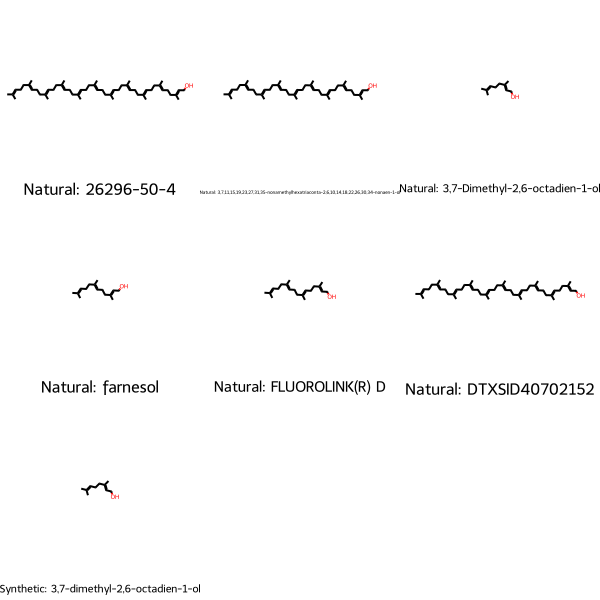 OH
OH
OH
Natural: 26296-50-4
Natural: 3,7,11,15,19,23,27,31,35-nonamethylhexatriaconta-2,6,10,14,18,22,26,30,34-nonaen-1-ol
Natural: 3,7-Dimethyl-2,6-octadien-1-ol
OH
OH
OH
Natural: farnesol
Natural: FLUOROLINK(R) D
Natural: DTXSID40702152
OH
Synthetic: 3,7-dimethyl-2,6-octadien-1-ol